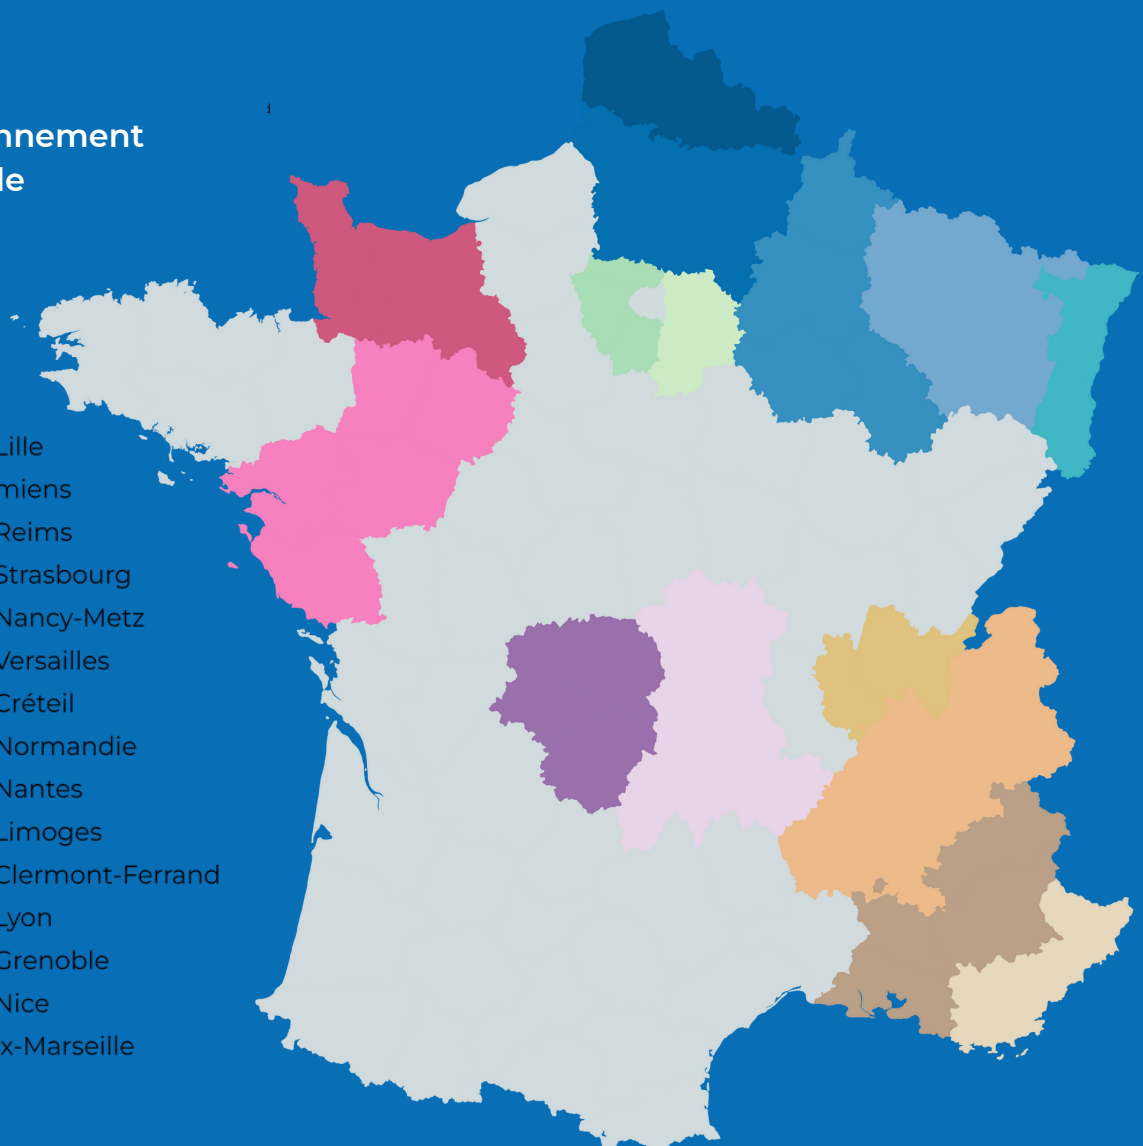 nnement
le
Lille
miens
Reims
Strasbourg
Nancy-Metz
Versailles
Créteil
Normandie
Nantes
Limoges
Clermont-Ferrand
Lyon
Grenoble
Nice
x-Marseille